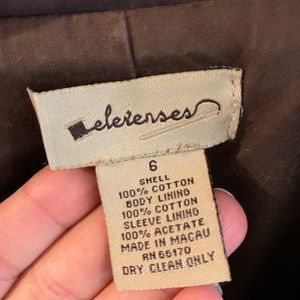 elevenses
6
SHELL
100% COTTON
BODY LINING
100% COTTON
SLEEVE LINING
100% ACETATE
MADE IN MACAU
RN 66170
DRY CLEAN ONLY